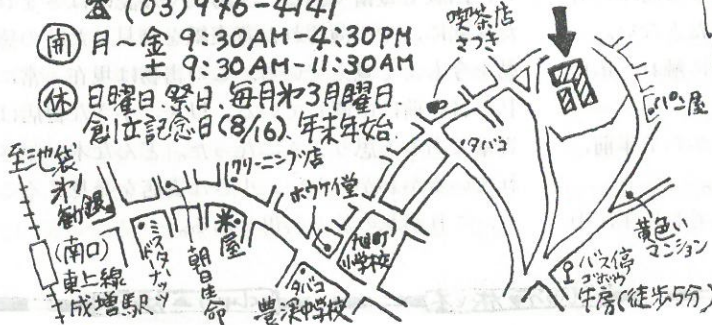 ☎(03)946-4141
開 月～金 9:30AM-4:30PM
土 9:30AM-11:30AM
休 日曜日、祭日、毎月第3月曜日
創立記念日(8/16)、年末年始
喫茶店
さつき
パン屋
タバコ
至池袋
第一勧銀
クリーニング店
ホウケイ堂
(南口)
東上線
成増駅
ミスタードーナッツ
朝日生命
米屋
タバコ
豊渓中学校
旭町
小学校
黄色い
マンション
バス停
ゴボウ
牛房(徒歩5分)